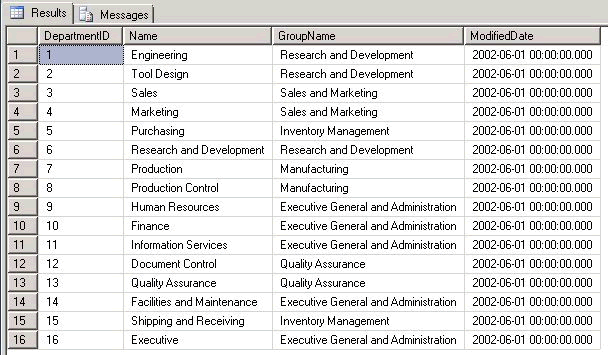 Results Messages
DepartmentID Name GroupName ModifiedDate
1 1 Engineering Research and Development 2002-06-01 00:00:00.000
2 2 Tool Design Research and Development 2002-06-01 00:00:00.000
3 3 Sales Sales and Marketing 2002-06-01 00:00:00.000
4 4 Marketing Sales and Marketing 2002-06-01 00:00:00.000
5 5 Purchasing Inventory Management 2002-06-01 00:00:00.000
6 6 Research and Development Research and Development 2002-06-01 00:00:00.000
7 7 Production Manufacturing 2002-06-01 00:00:00.000
8 8 Production Control Manufacturing 2002-06-01 00:00:00.000
9 9 Human Resources Executive General and Administration 2002-06-01 00:00:00.000
10 10 Finance Executive General and Administration 2002-06-01 00:00:00.000
11 11 Information Services Executive General and Administration 2002-06-01 00:00:00.000
12 12 Document Control Quality Assurance 2002-06-01 00:00:00.000
13 13 Quality Assurance Quality Assurance 2002-06-01 00:00:00.000
14 14 Facilities and Maintenance Executive General and Administration 2002-06-01 00:00:00.000
15 15 Shipping and Receiving Inventory Management 2002-06-01 00:00:00.000
16 16 Executive Executive General and Administration 2002-06-01 00:00:00.000